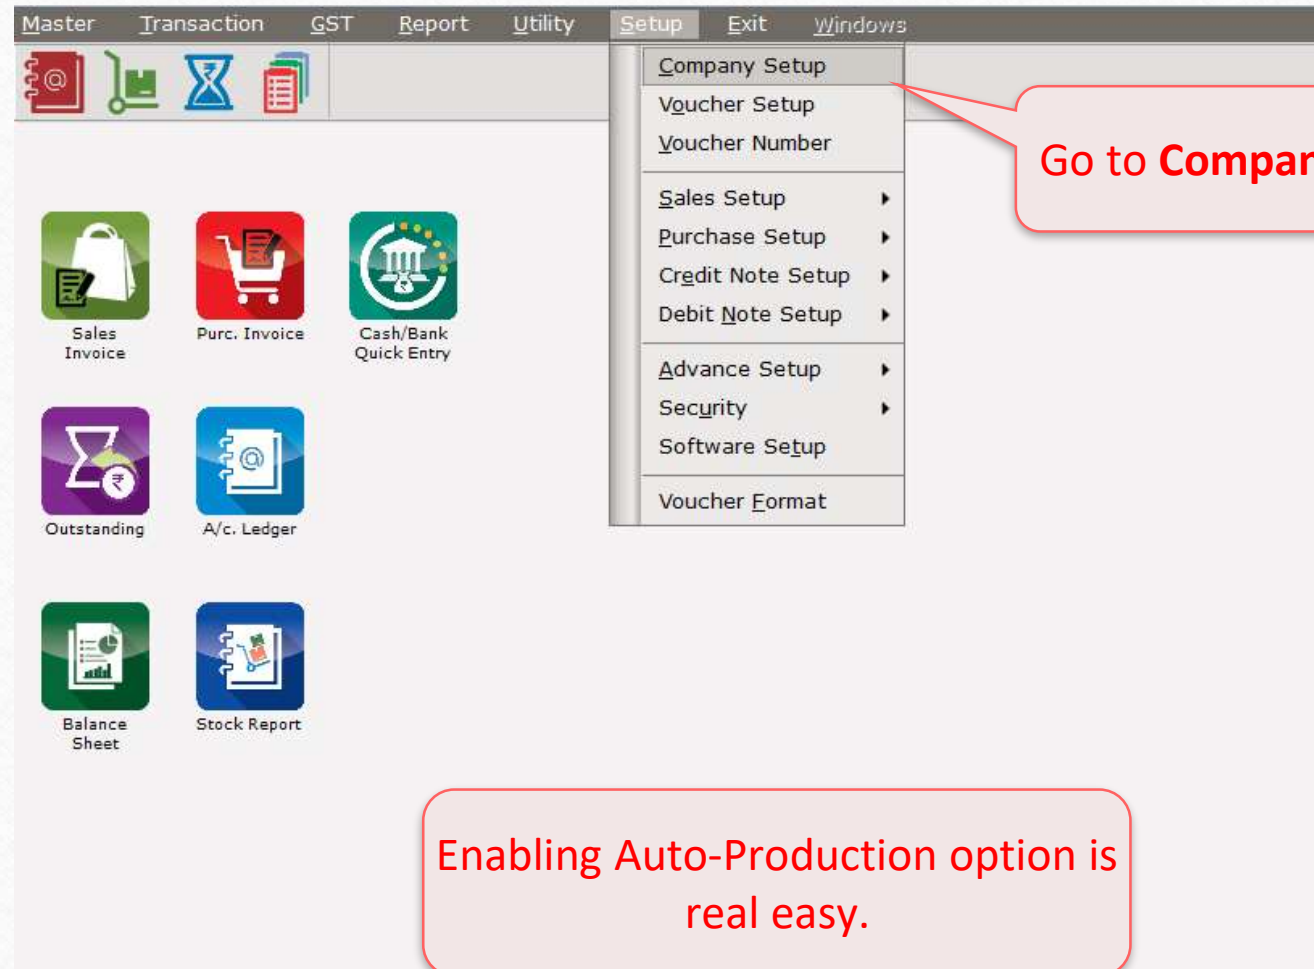 Master Transaction GST Report Utility Setup Exit Windows
Company Setup
Voucher Setup
Voucher Number
Sales Setup
Purchase Setup
Credit Note Setup
Debit Note Setup
Advance Setup
Security
Software Setup
Voucher Format
Go to Compan
Sales
Invoice
Purc. Invoice
Cash/Bank
Quick Entry
Outstanding
A/c. Ledger
Balance
Sheet
Stock Report
Enabling Auto-Production option is
real easy.